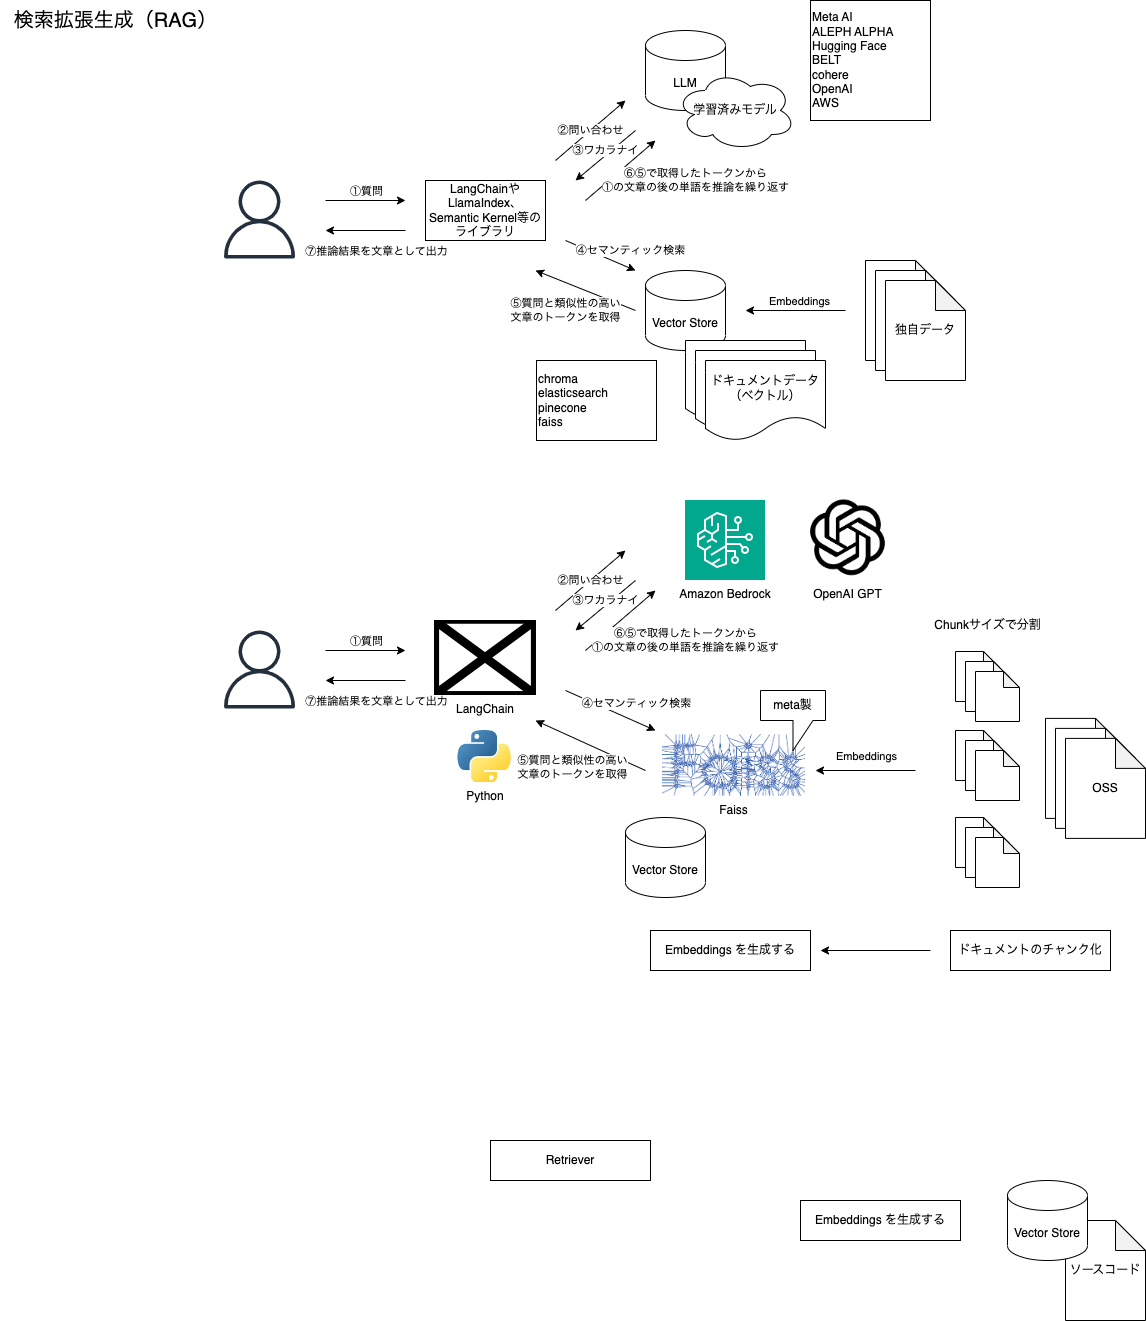 検索拡張生成（RAG）
Meta AI
ALEPH ALPHA
Hugging Face
BELT
cohere
OpenAI
AWS
LLM
学習済みモデル
②問い合わせ
③ワカラナイ
⑥⑤で取得したトークンから
①の文章の後の単語を推論を繰り返す
①質問
LangChainや
LlamaIndex、
Semantic Kernel等の
ライブラリ
⑦推論結果を文章として出力
④セマンティック検索
⑤質問と類似性の高い
文章のトークンを取得
Vector Store
Embeddings
独自データ
ドキュメントデータ
（ベクトル）
chroma
elasticsearch
pinecone
faiss
Amazon Bedrock
OpenAI GPT
②問い合わせ
③ワカラナイ
⑥⑤で取得したトークンから
①の文章の後の単語を推論を繰り返す
Chunkサイズで分割
①質問
⑦推論結果を文章として出力
LangChain
④セマンティック検索
meta製
⑤質問と類似性の高い
文章のトークンを取得
Embeddings
OSS
Python
Faiss
Vector Store
Embeddings を生成する
ドキュメントのチャンク化
Retriever
Embeddings を生成する
Vector Store
ソースコード